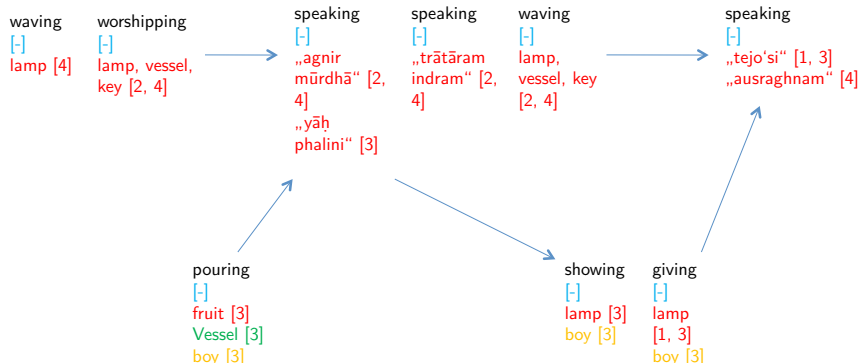 waving
[-]
lamp [4]
worshipping
[-]
lamp, vessel,
key [2, 4]
speaking
[-]
„agnir
mūrdhā“ [2,
4]
„yāḥ
phalini“ [3]
speaking
[-]
„trātāram
indram“ [2,
4]
waving
[-]
lamp,
vessel, key
[2, 4]
speaking
[-]
„tejo‘si“ [1, 3]
„ausraghnam“ [4]
pouring
[-]
fruit [3]
Vessel [3]
boy [3]
showing
[-]
lamp [3]
boy [3]
giving
[-]
lamp
[1, 3]
boy [3]